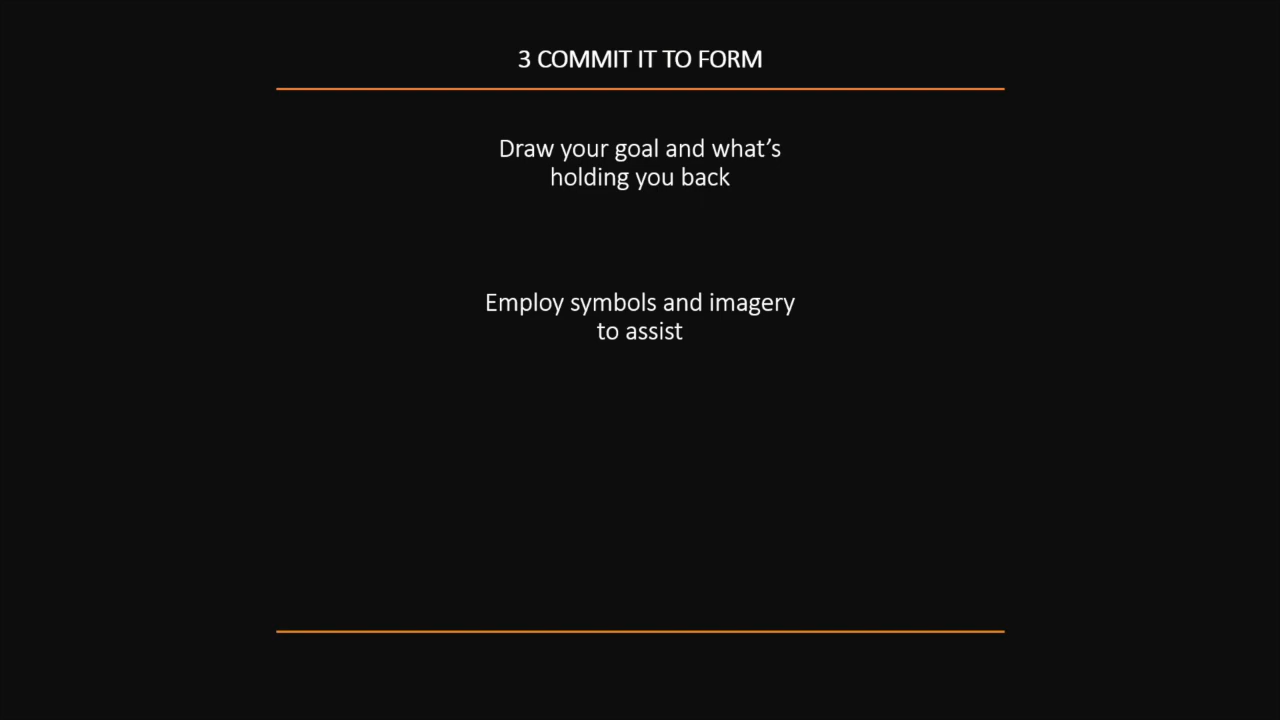 3 COMMIT IT TO FORM
Draw your goal and what’s
holding you back
Employ symbols and imagery
to assist